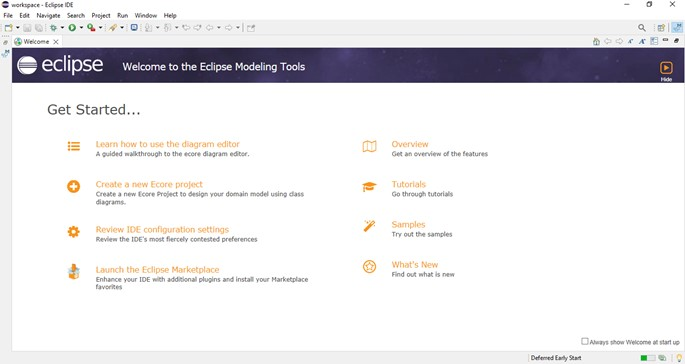 workspace - Eclipse IDE
File Edit Navigate Search Project Run Window Help
Welcome
eclipse
Welcome to the Eclipse Modeling Tools
Hide
Get Started...
Learn how to use the diagram editor
A guided walkthrough to the ecore diagram editor.
Create a new Ecore project
Create a new Ecore Project to design your domain model using class
diagrams.
Review IDE configuration settings
Review the IDE's most fiercely contested preferences
Launch the Eclipse Marketplace
Enhance your IDE with additional plugins and install your Marketplace
favorites
Overview
Get an overview of the features
Tutorials
Go through tutorials
Samples
Try out the samples
What's New
Find out what is new
Always show Welcome at start up
Deferred Early Start